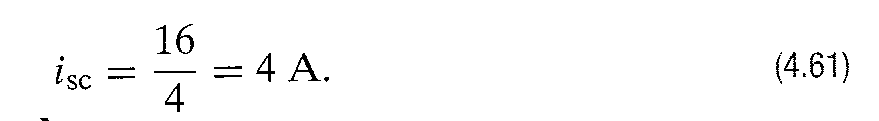 i_sc = 16/4 = 4 A. (4.61)